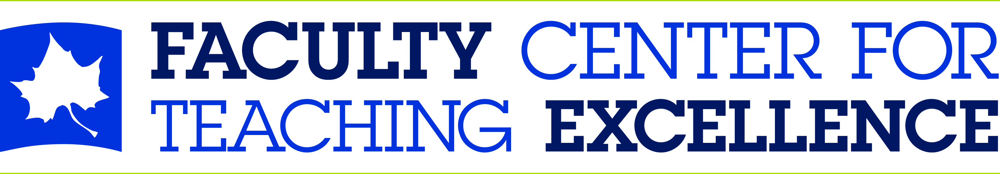 FACULTY CENTER FOR
TEACHING EXCELLENCE